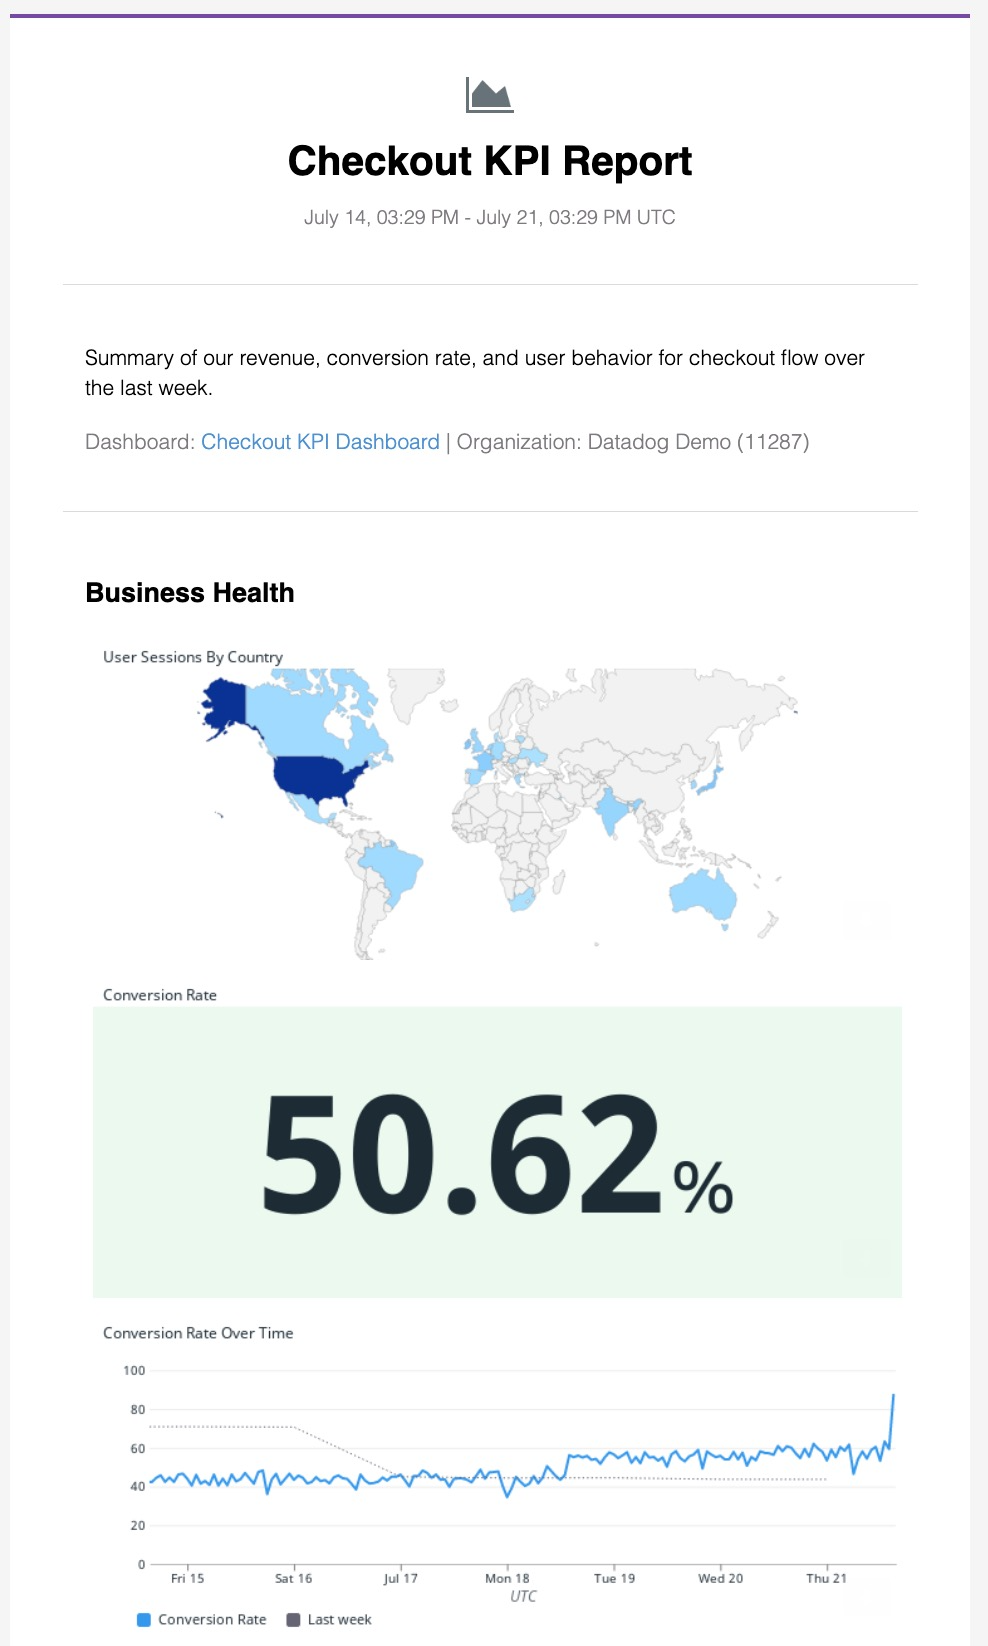 Checkout KPI Report
July 14, 03:29 PM - July 21, 03:29 PM UTC
Summary of our revenue, conversion rate, and user behavior for checkout flow over
the last week.
Dashboard: Checkout KPI Dashboard | Organization: Datadog Demo (11287)
Business Health
User Sessions By Country
Conversion Rate
50.62%
Conversion Rate Over Time
100
80
60
40
20
0
Fri 15 Sat 16 Jul 17 Mon 18 Tue 19 Wed 20 Thu 21
UTC
Conversion Rate Last week